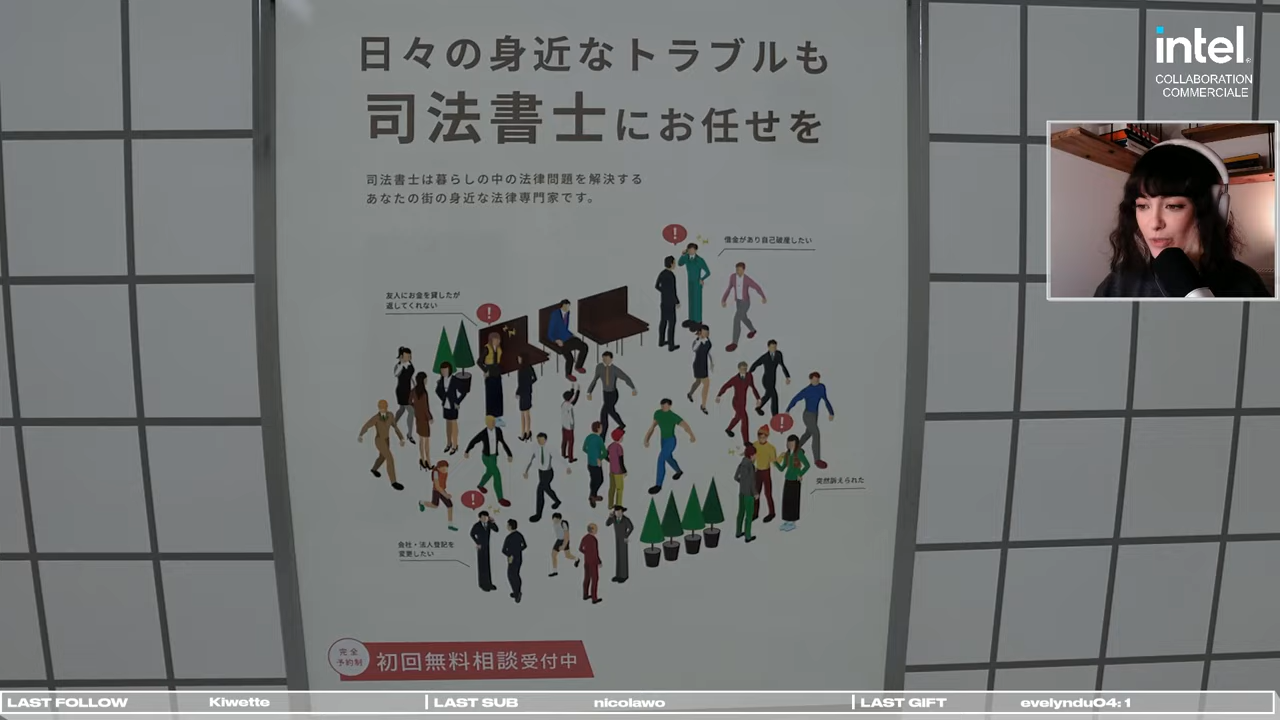 日々の身近なトラブルも
司法書士にお任せを
司法書士は暮らしの中の法律問題を解決する
あなたの街の身近な法律専門家です。
借金があり自己破産したい
友人にお金を貸したが
返してくれない
突然訴えられた
会社・法人登記を
変更したい
完全
予約制
初回無料相談受付中
intel
COLLABORATION
COMMERCIALE
LAST FOLLOW Klwette
LAST SUB nicolawo
LAST GIFT evelyndu04: 1